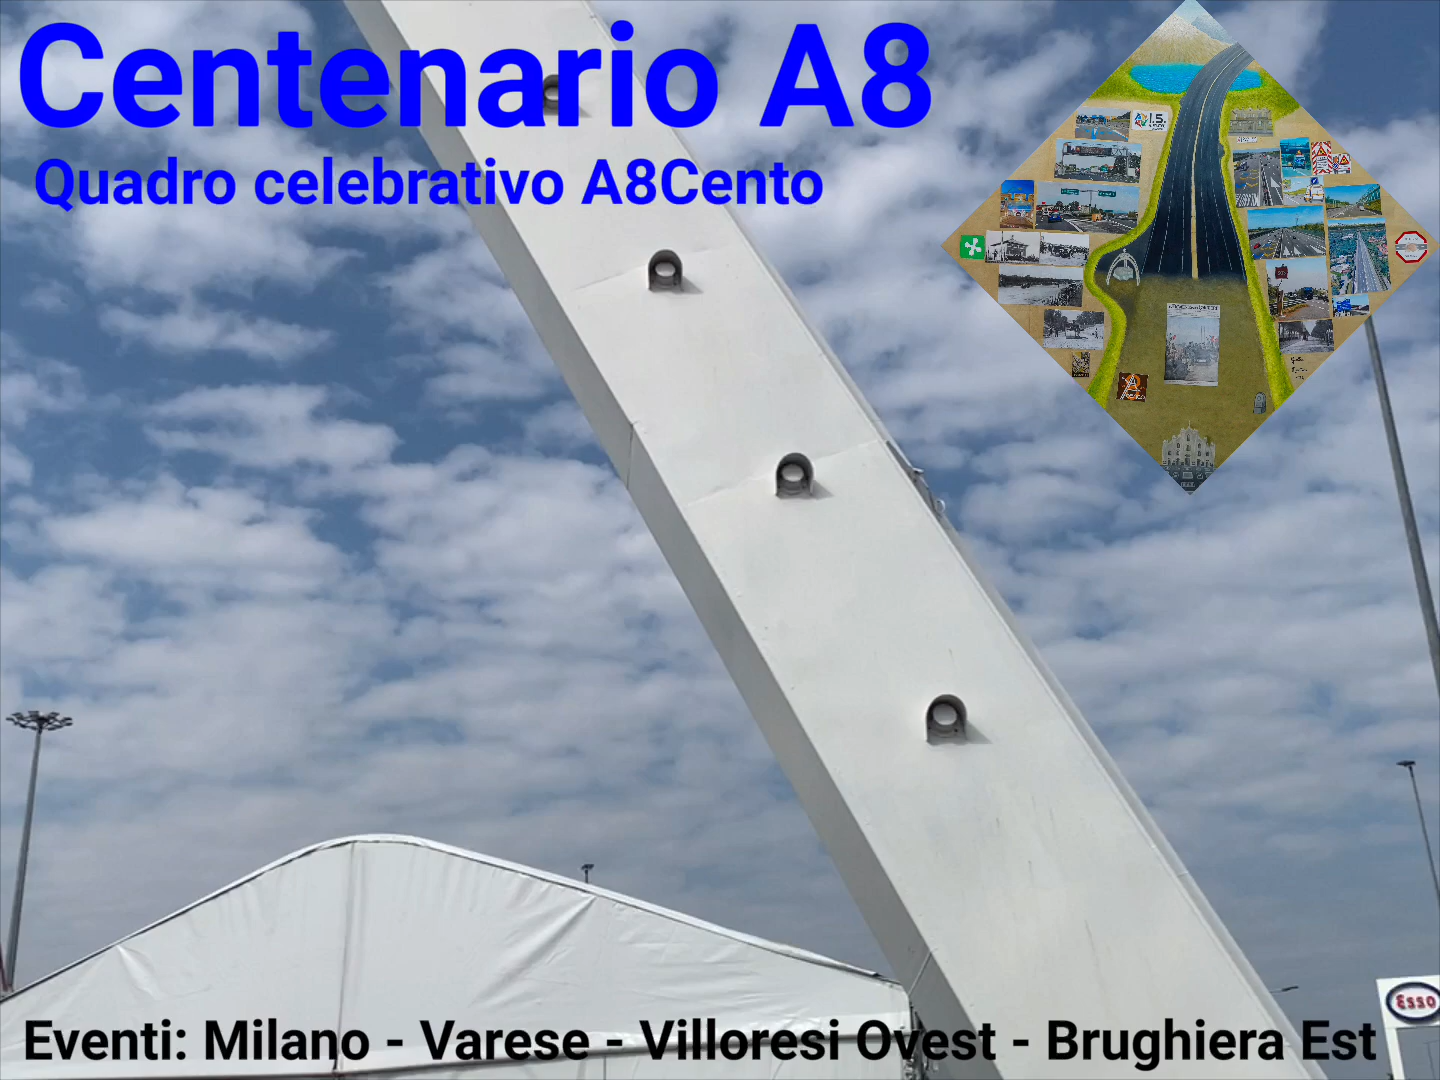 Centenario A8
Quadro celebrativo A8Cento
I.S.
Esso
Eventi: Milano - Varese - Villoresi Ovest - Brughiera Est